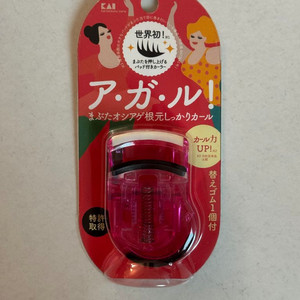 KAI
世界初!
まぶたを押し上げる
パッド付きカーラー
ア・ガ・ル!
まぶたオシアゲ根元しっかりカール
カール力
UP!
替えゴム1個付
特許
取得